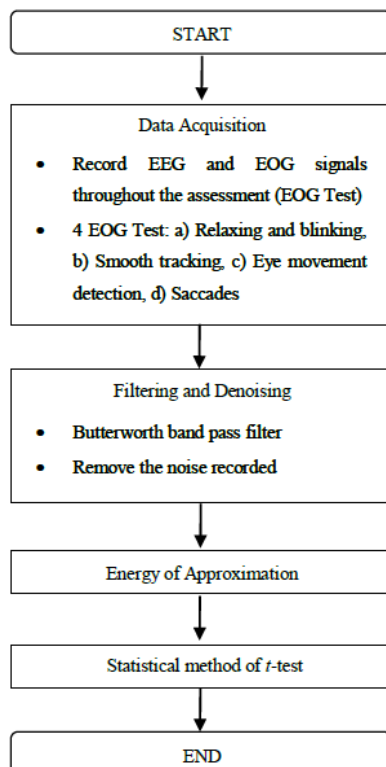 START
Data Acquisition
• Record EEG and EOG signals
throughout the assessment (EOG Test)
• 4 EOG Test: a) Relaxing and blinking,
b) Smooth tracking, c) Eye movement
detection, d) Saccades
Filtering and Denoising
• Butterworth band pass filter
• Remove the noise recorded
Energy of Approximation
Statistical method of t-test
END